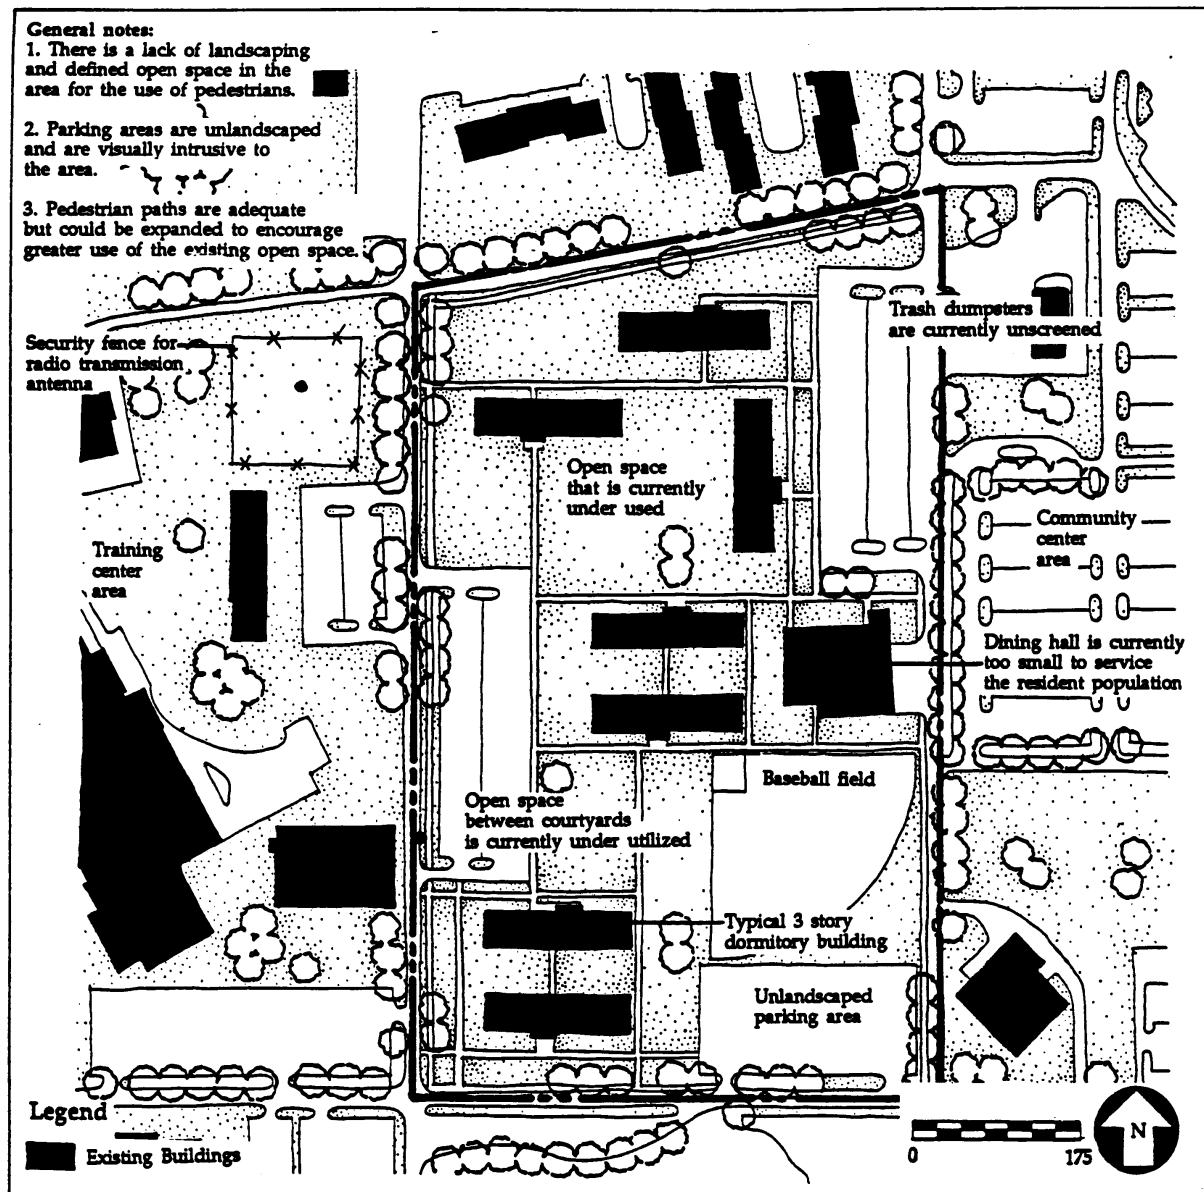 General notes:
1. There is a lack of landscaping
and defined open space in the
area for the use of pedestrians.
2. Parking areas are unlandscaped
and are visually intrusive to
the area.
3. Pedestrian paths are adequate
but could be expanded to encourage
greater use of the existing open space.
Security fence for
radio transmission
antenna
Trash dumpsters
are currently unscreened
Open space
that is currently
under used
Training
center
area
Community
center
area
Dining hall is currently
too small to service
the resident population
Baseball field
Open space
between courtyards
is currently under utilized
Typical 3 story
dormitory building
Unlandscaped
parking area
Legend
Existing Buildings
0 175
N